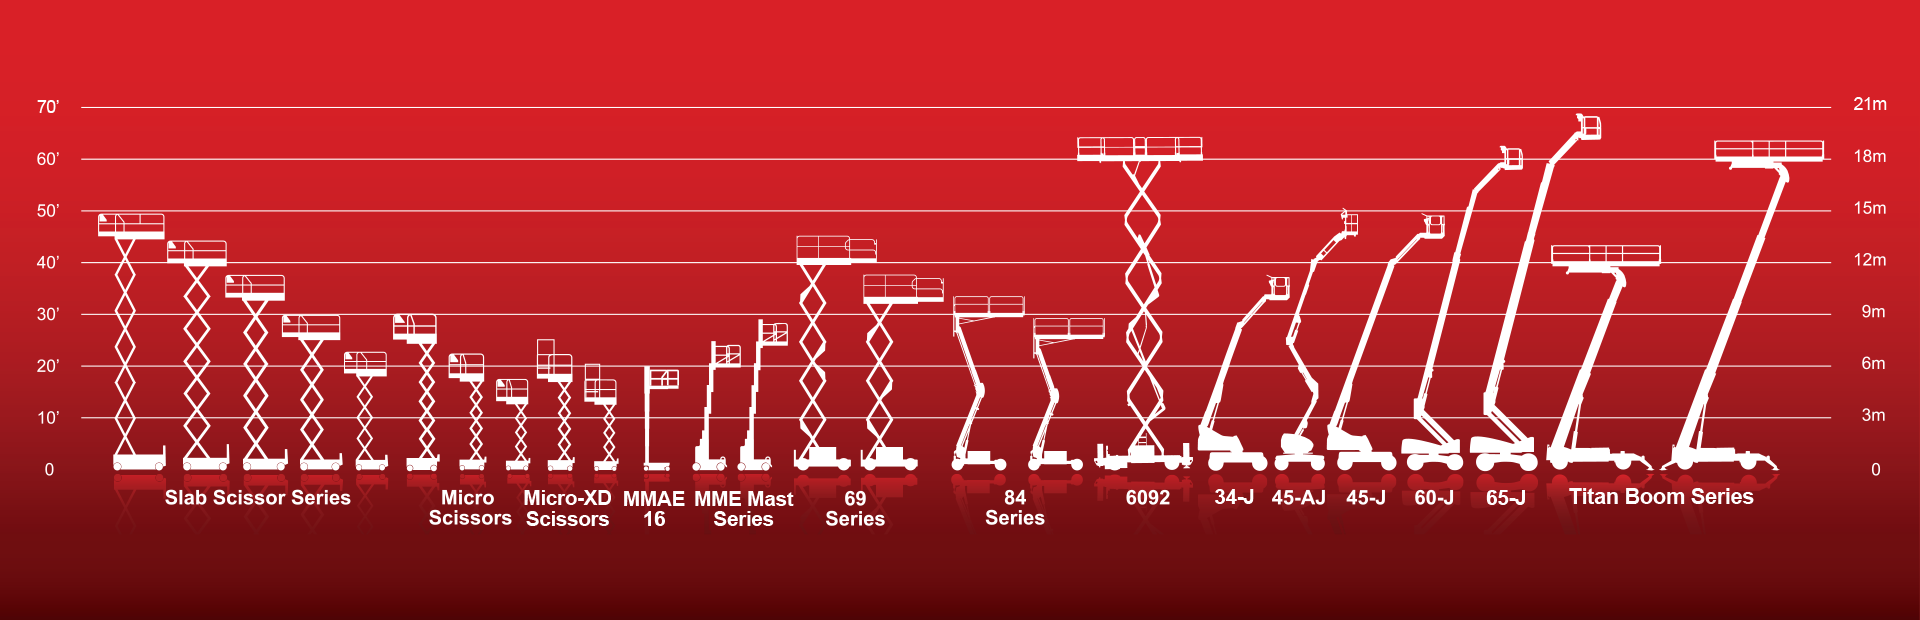 70’
60’
50’
40’
30’
20’
10’
0
21m
18m
15m
12m
9m
6m
3m
0
Slab Scissor Series
Micro
Scissors
Micro-XD
Scissors
MMAE
16
MME Mast
Series
69
Series
84
Series
6092
34-J
45-AJ
45-J
60-J
65-J
Titan Boom Series